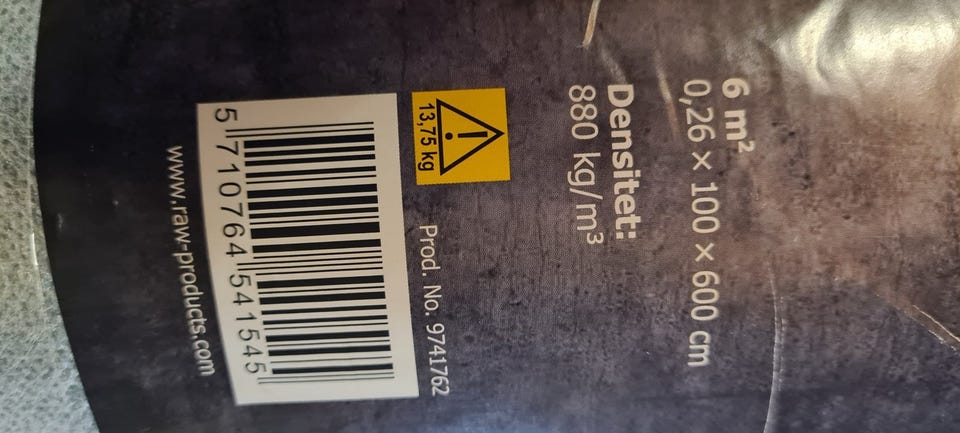 6 m²
0,26 × 100 × 600 cm
Densitet:
880 kg/m³
13,75 kg
Prod. No. 9741762
5 710764 541545
www.raw-products.com